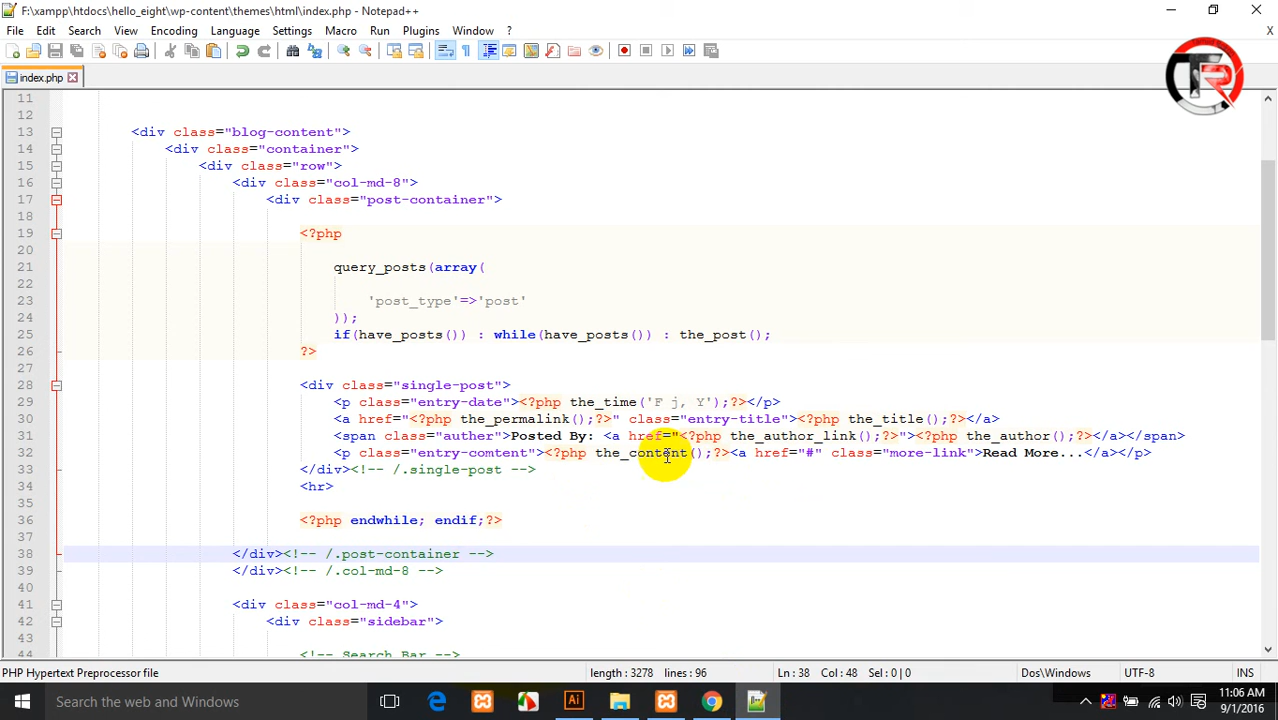 F:\xampp\htdocs\hello_eight\wp-content\themes\html\index.php - Notepad++
File Edit Search View Encoding Language Settings Macro Run Plugins Window ? X
index.php
TR
11
12
13 <div class="blog-content">
14 <div class="container">
15 <div class="row">
16 <div class="col-md-8">
17 <div class="post-container">
18
19 <?php
20
21 query_posts(array(
22
23 'post_type'=>'post'
24 ));
25 if(have_posts()) : while(have_posts()) : the_post();
26 ?>
27
28 <div class="single-post">
29 <p class="entry-date"><?php the_time('F j, Y');?></p>
30 <a href="<?php the_permalink();?>" class="entry-title"><?php the_title();?></a>
31 <span class="auther">Posted By: <a href="<?php the_author_link();?>"><?php the_author();?></a></span>
32 <p class="entry-comtent"><?php the_content();?><a href="#" class="more-link">Read More...</a></p>
33 </div><!-- /.single-post -->
34 <hr>
35
36 <?php endwhile; endif;?>
37
38 </div><!-- /.post-container -->
39 </div><!-- /.col-md-8 -->
40
41 <div class="col-md-4">
42 <div class="sidebar">
43
44 <!-- Search Bar -->
PHP Hypertext Preprocessor file length : 3278 lines : 96 Ln : 38 Col : 48 Sel : 0 | 0 Dos\Windows UTF-8 INS
Search the web and Windows
Ai
11:06 AM
9/1/2016